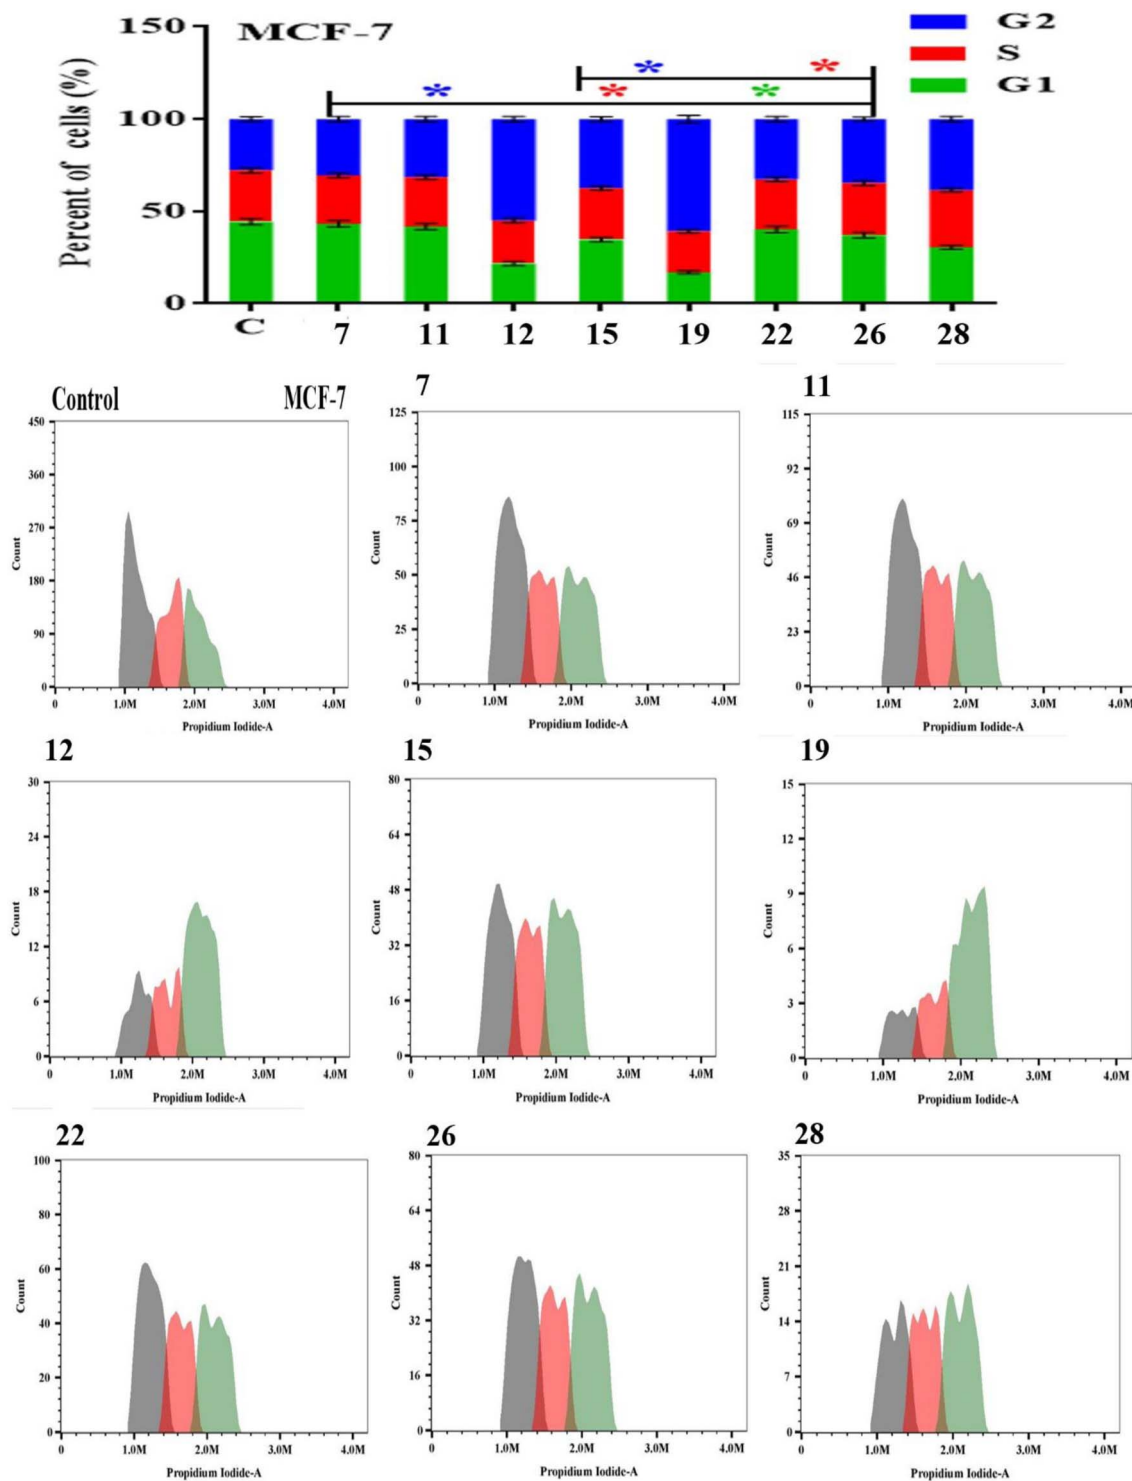 150
MCF-7
G2
S
G1
* *
* * *
Percent of cells (%)
100
50
0
C 7 11 12 15 19 22 26 28
Control MCF-7
450
360
270
180
90
0
Count
0 1.0M 2.0M 3.0M 4.0M
Propidium Iodide-A
7
125
100
75
50
25
0
Count
0 1.0M 2.0M 3.0M 4.0M
Propidium Iodide-A
11
115
92
69
46
23
0
Count
0 1.0M 2.0M 3.0M 4.0M
Propidium Iodide-A
12
30
24
18
12
6
0
Count
0 1.0M 2.0M 3.0M 4.0M
Propidium Iodide-A
15
80
64
48
32
16
0
Count
0 1.0M 2.0M 3.0M 4.0M
Propidium Iodide-A
19
15
12
9
6
3
0
Count
0 1.0M 2.0M 3.0M 4.0M
Propidium Iodide-A
22
100
80
60
40
20
0
Count
0 1.0M 2.0M 3.0M 4.0M
Propidium Iodide-A
26
80
64
48
32
16
0
Count
0 1.0M 2.0M 3.0M 4.0M
Propidium Iodide-A
28
35
28
21
14
7
0
Count
0 1.0M 2.0M 3.0M 4.0M
Propidium Iodide-A